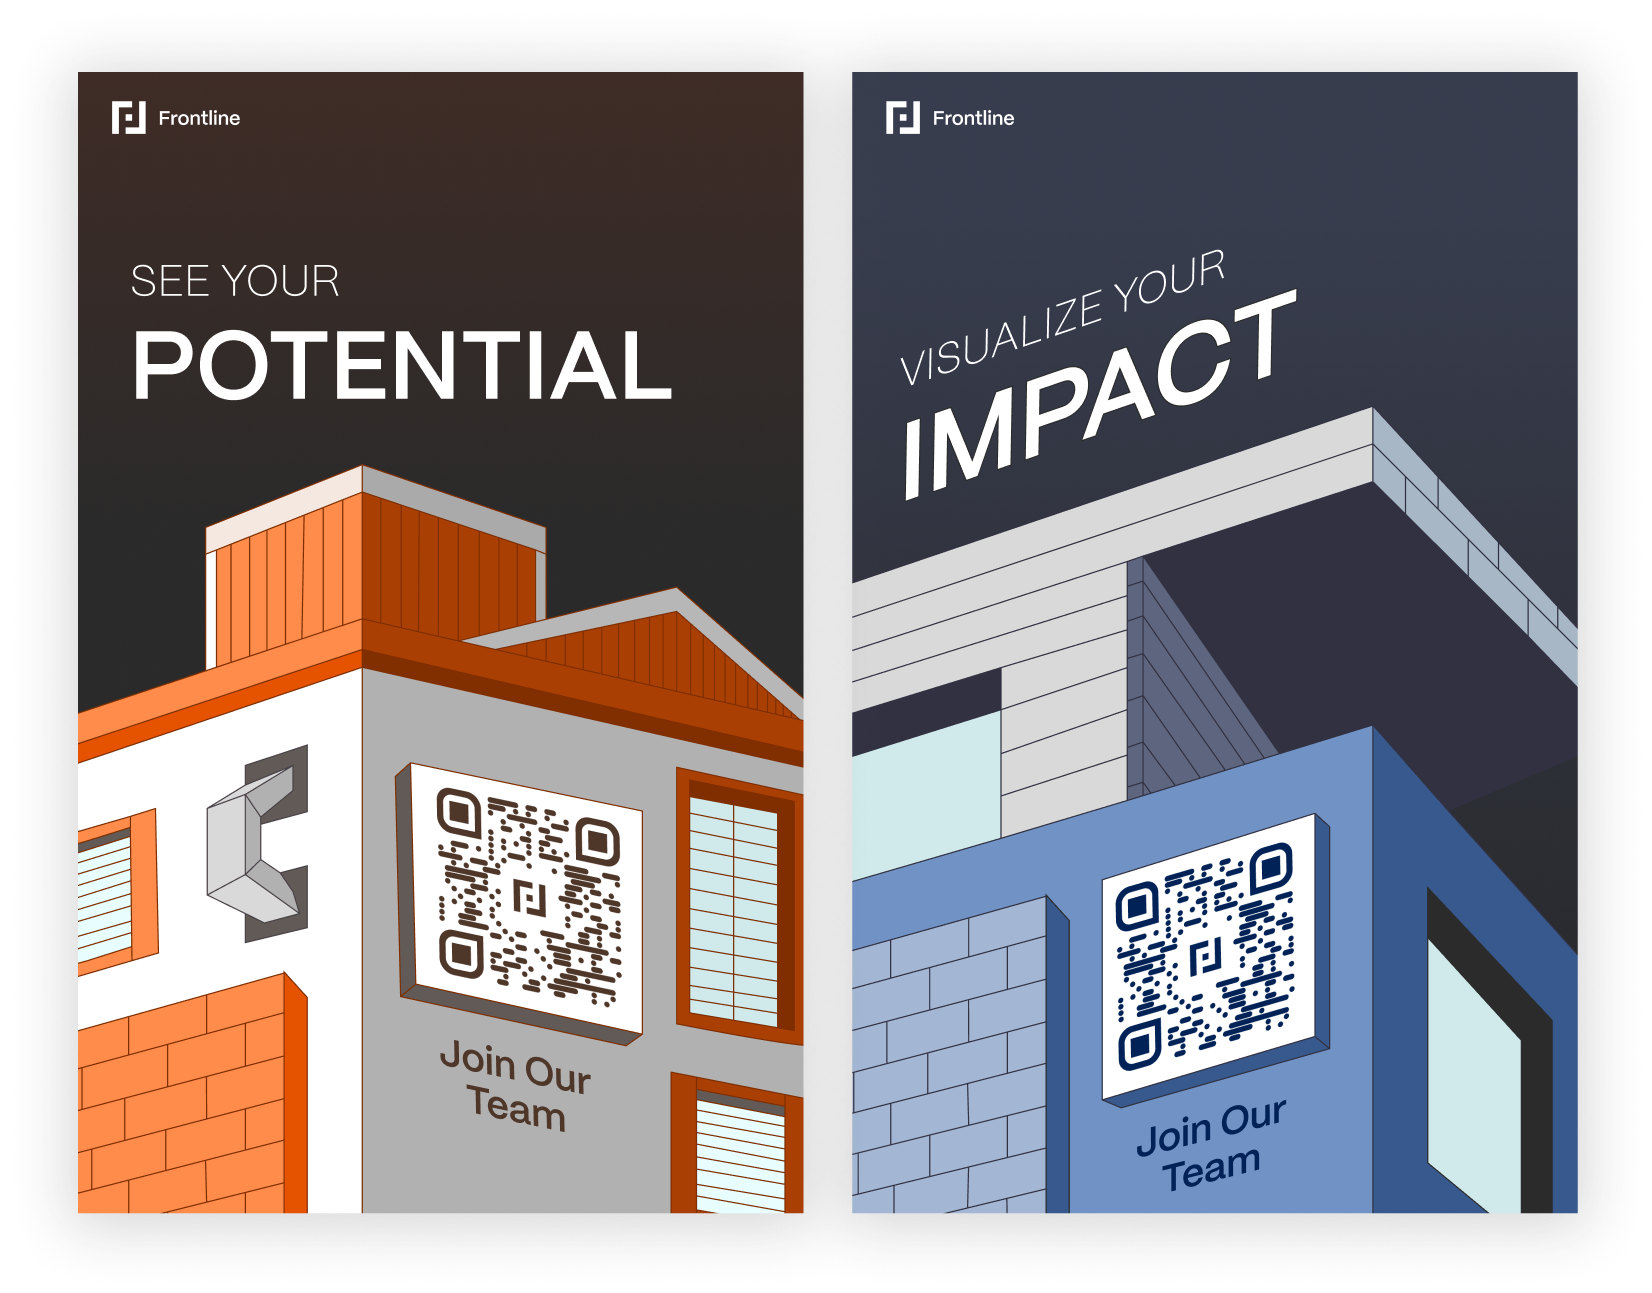 Frontline
SEE YOUR
POTENTIAL
Join Our
Team
Frontline
VISUALIZE YOUR
IMPACT
Join Our
Team